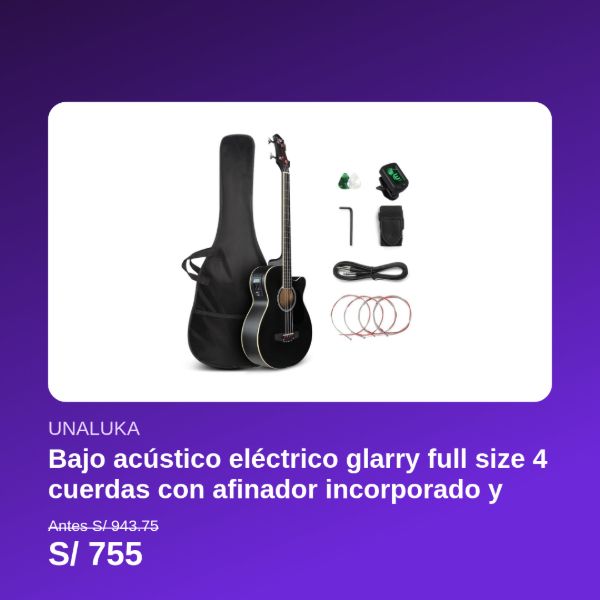 UNALUKA
Bajo acústico eléctrico glarry full size 4
cuerdas con afinador incorporado y
Antes S/ 943.75
S/ 755